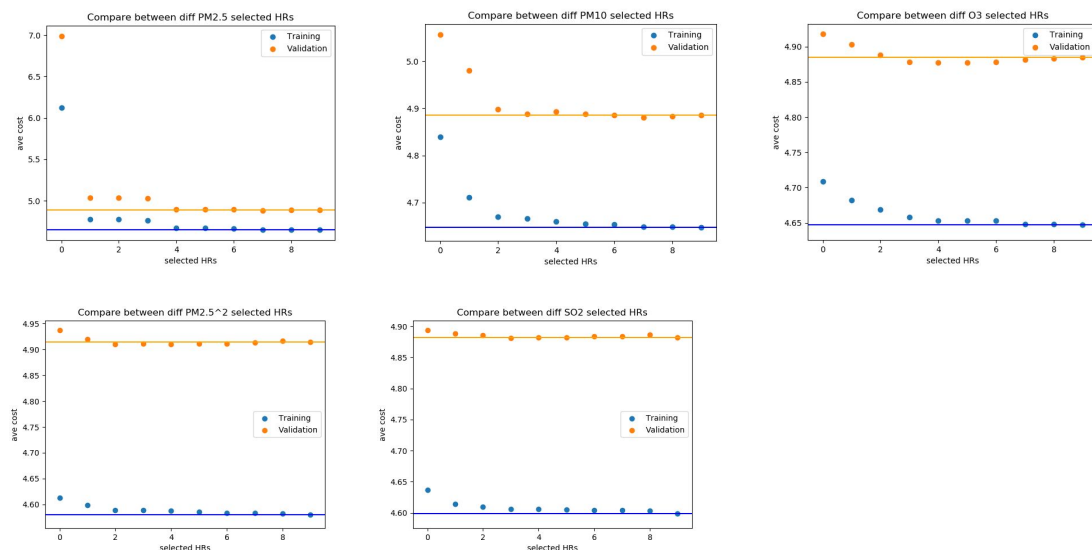 Compare between diff PM2.5 selected HRs
7.0
6.5
6.0
5.5
5.0
ave cost
0 2 4 6 8
selected HRs
Training
Validation
Compare between diff PM10 selected HRs
5.0
4.9
4.8
4.7
ave cost
0 2 4 6 8
selected HRs
Training
Validation
Compare between diff O3 selected HRs
4.90
4.85
4.80
4.75
4.70
4.65
ave cost
0 2 4 6 8
selected HRs
Training
Validation
Compare between diff PM2.5^2 selected HRs
4.95
4.90
4.85
4.80
4.75
4.70
4.65
4.60
ave cost
0 2 4 6 8
selected HRs
Training
Validation
Compare between diff SO2 selected HRs
4.90
4.85
4.80
4.75
4.70
4.65
4.60
ave cost
0 2 4 6 8
selected HRs
Training
Validation